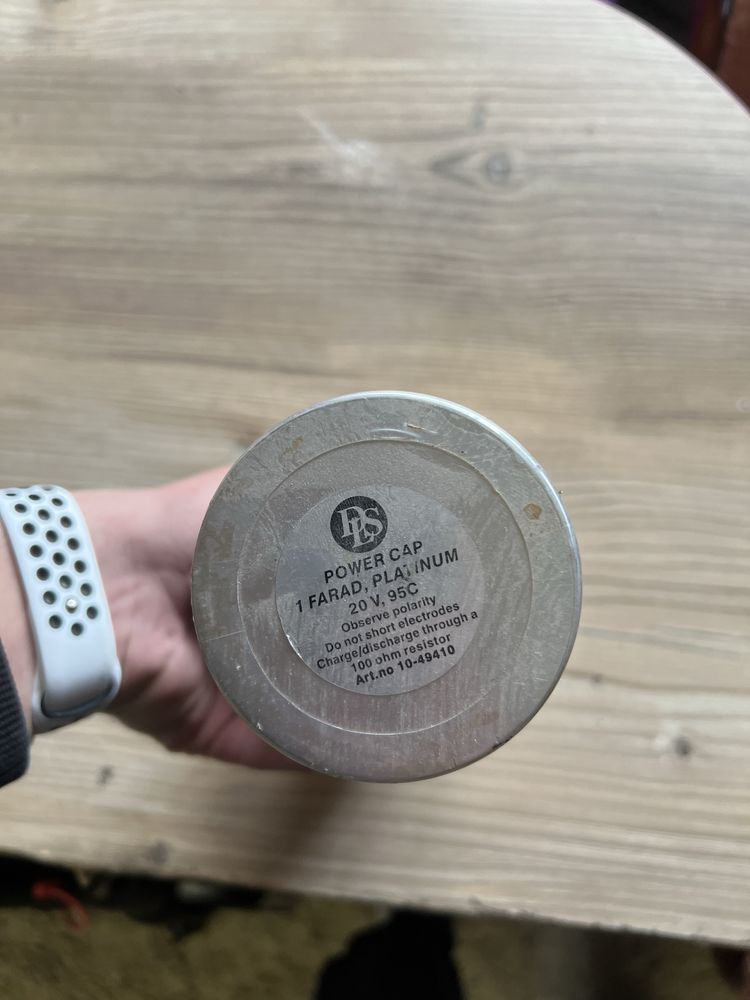 DLS
POWER CAP
1 FARAD, PLATINUM
20 V, 95C
Observe polarity
Do not short electrodes
Charge/discharge through a
100 ohm resistor
Art.no 10-49410